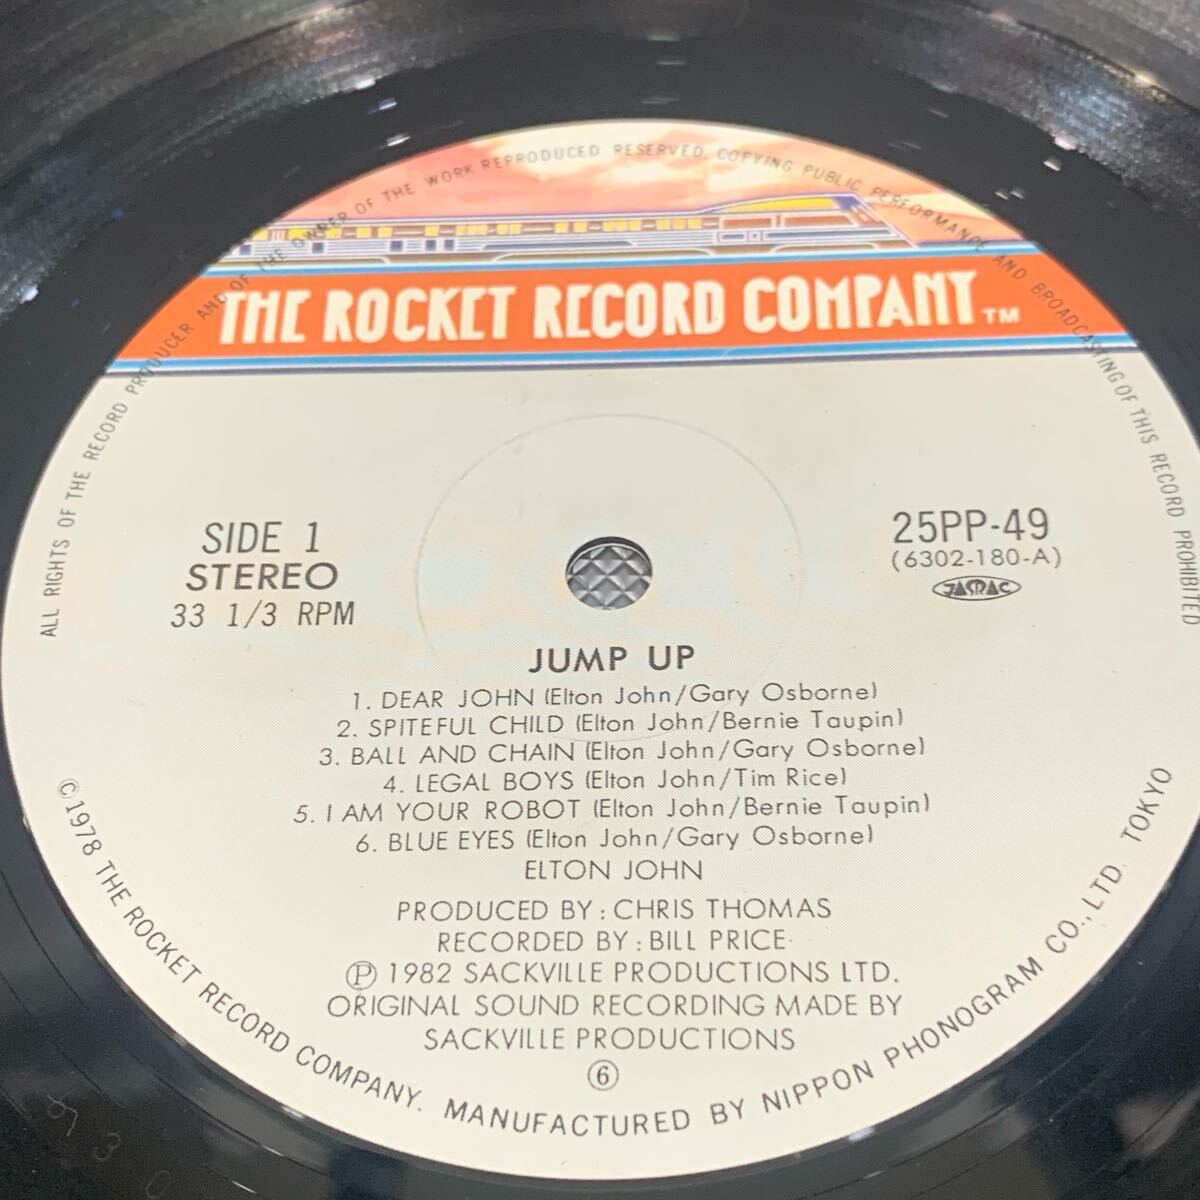 ALL RIGHTS OF THE RECORD PRODUCER AND OF THE OWNER OF THE WORK REPRODUCED RESERVED. COPYING PUBLIC PERFORMANCE AND BROADCASTING OF THIS RECORD PROHIBITED
THE ROCKET RECORD COMPANY TM
SIDE 1
STEREO
33 1/3 RPM
25PP-49
(6302-180-A)
JASRAC
JUMP UP
1. DEAR JOHN (Elton John/Gary Osborne)
2. SPITEFUL CHILD (Elton John/Bernie Taupin)
3. BALL AND CHAIN (Elton John/Gary Osborne)
4. LEGAL BOYS (Elton John/Tim Rice)
5. I AM YOUR ROBOT (Elton John/Bernie Taupin)
6. BLUE EYES (Elton John/Gary Osborne)
ELTON JOHN
PRODUCED BY : CHRIS THOMAS
RECORDED BY : BILL PRICE
Ⓟ 1982 SACKVILLE PRODUCTIONS LTD.
ORIGINAL SOUND RECORDING MADE BY
SACKVILLE PRODUCTIONS
⑥
©1978 THE ROCKET RECORD COMPANY. MANUFACTURED BY NIPPON PHONOGRAM CO., LTD. TOKYO